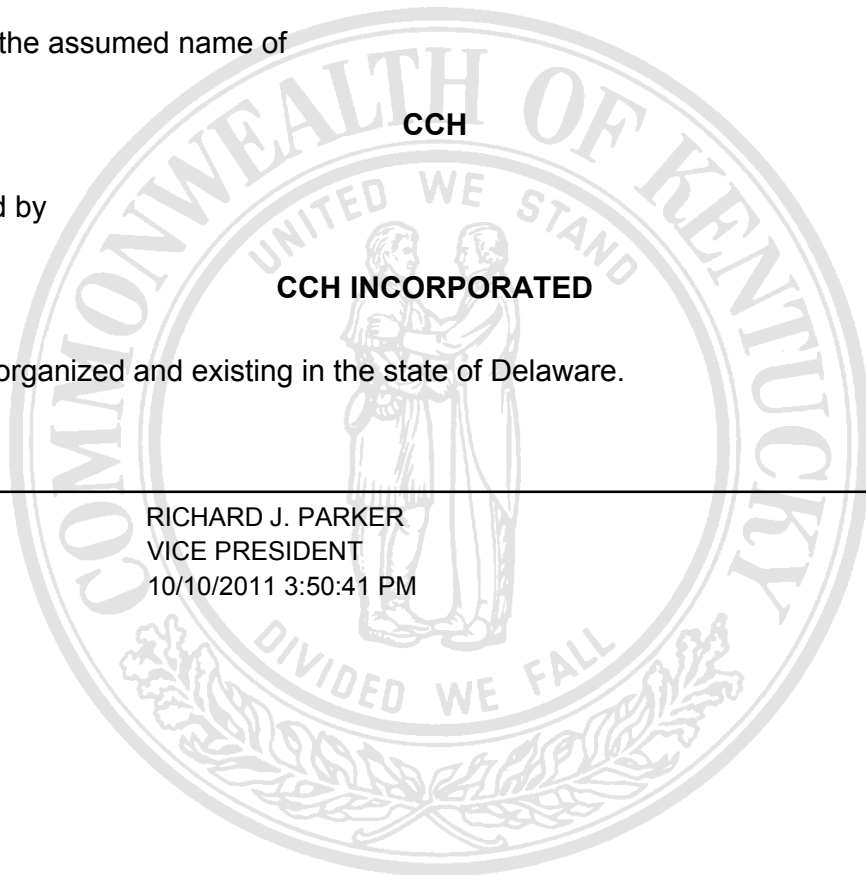 the assumed name of
CCH
d by
CCH INCORPORATED
organized and existing in the state of Delaware.
RICHARD J. PARKER
VICE PRESIDENT
10/10/2011 3:50:41 PM
COMMONWEALTH OF KENTUCKY
UNITED WE STAND
DIVIDED WE FALL